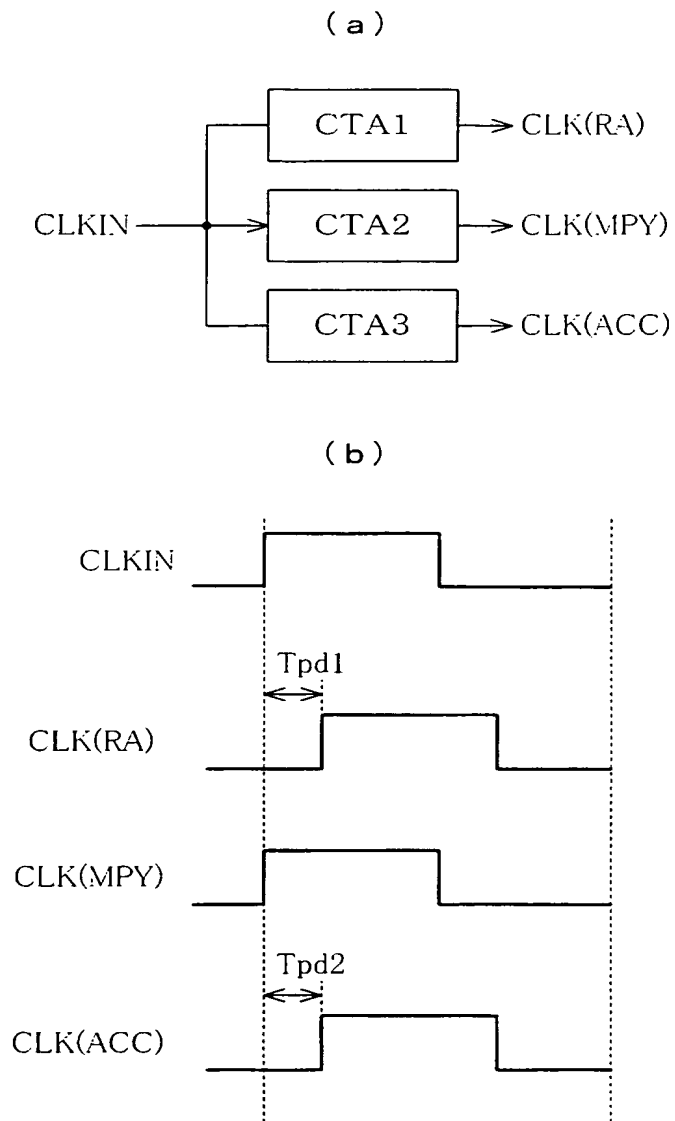 (a)
CTA1 CLK(RA)
CLKIN CTA2 CLK(MPY)
CTA3 CLK(ACC)
(b)
CLKIN
Tpd1
CLK(RA)
CLK(MPY)
Tpd2
CLK(ACC)